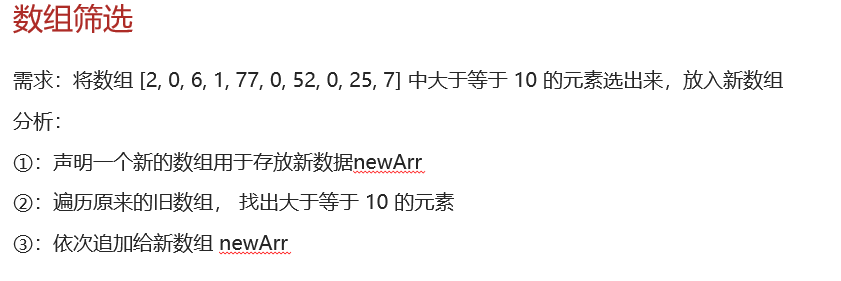 数组筛选
需求：将数组 [2, 0, 6, 1, 77, 0, 52, 0, 25, 7] 中大于等于 10 的元素选出来，放入新数组
分析：
①：声明一个新的数组用于存放新数据newArr
②：遍历原来的旧数组， 找出大于等于 10 的元素
③：依次追加给新数组 newArr